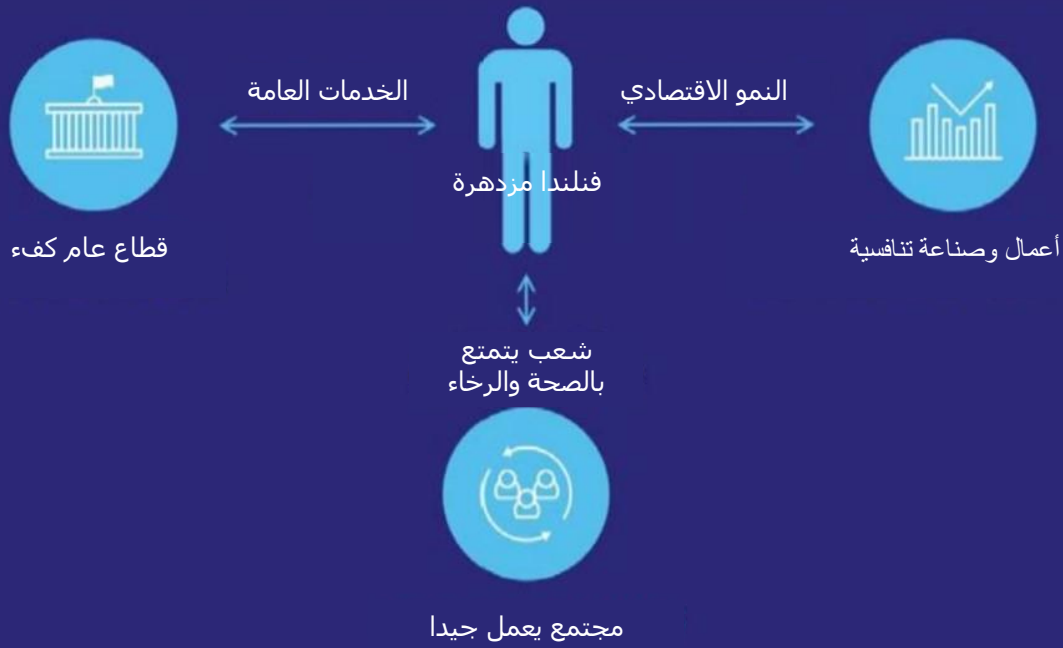 النمو الاقتصادي
الخدمات العامة
فنلندا مزدهرة
أعمال وصناعة تنافسية
قطاع عام كفء
شعب يتمتع
بالصحة والرخاء
مجتمع يعمل جيدا